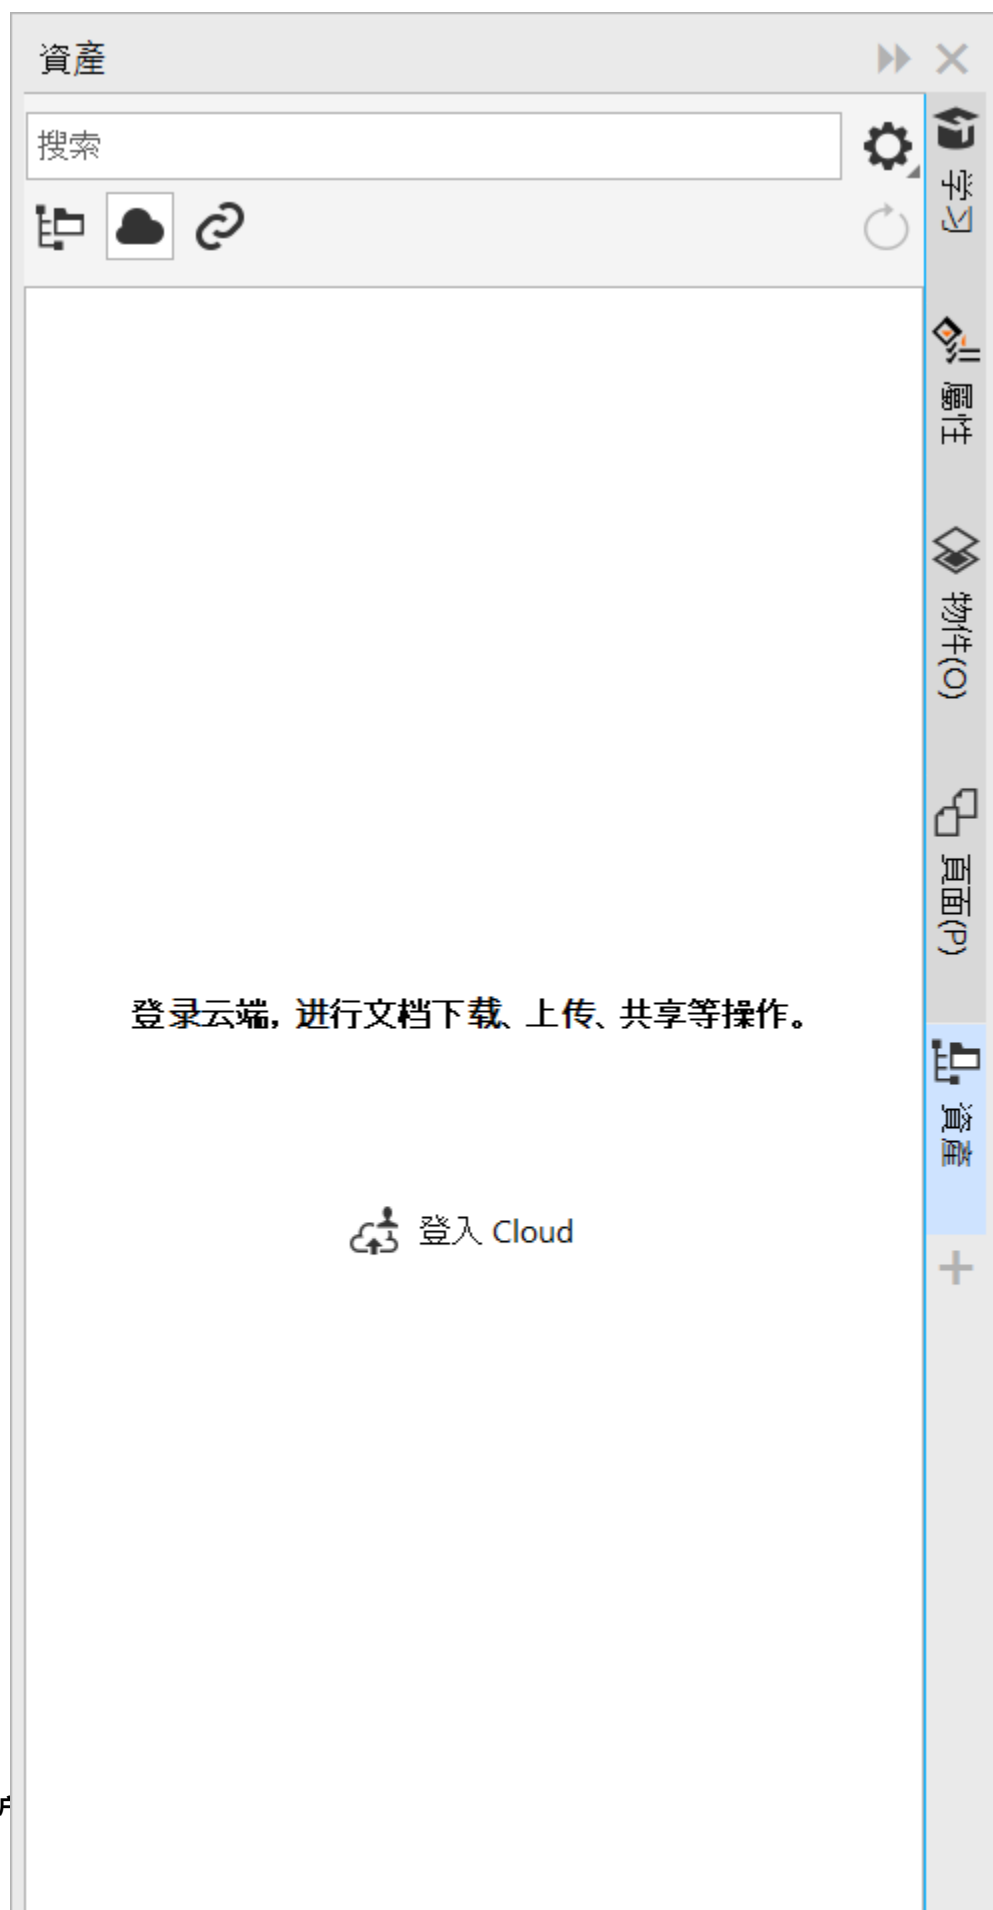 資產
搜索
学习
屬性
物件(O)
頁面(P)
登录云端, 进行文档下载、上传、共享等操作。
資產
登入 Cloud